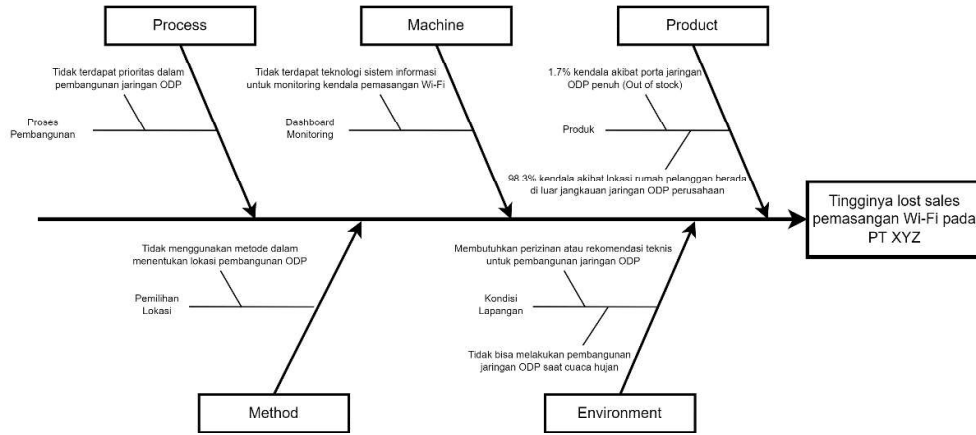 Process
Machine
Product
Tidak terdapat prioritas dalam
pembangunan jaringan ODP
Tidak terdapat teknologi sistem informasi
untuk monitoring kendala pemasangan Wi-Fi
1.7% kendala akibat porta jaringan
ODP penuh (Out of stock)
Proses
Pembangunan
Dashboard
Monitoring
Produk
98.3% kendala akibat lokasi rumah pelanggan berada
di luar jangkauan jaringan ODP perusahaan
Tingginya lost sales
pemasangan Wi-Fi pada
PT XYZ
Tidak menggunakan metode dalam
menentukan lokasi pembangunan ODP
Membutuhkan perizinan atau rekomendasi teknis
untuk pembangunan jaringan ODP
Pemilihan
Lokasi
Kondisi
Lapangan
Tidak bisa melakukan pembangunan
jaringan ODP saat cuaca hujan
Method
Environment